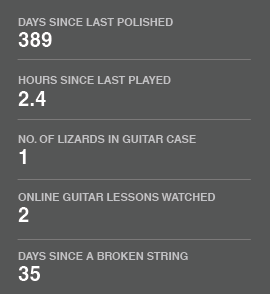 DAYS SINCE LAST POLISHED
389
HOURS SINCE LAST PLAYED
2.4
NO. OF LIZARDS IN GUITAR CASE
1
ONLINE GUITAR LESSONS WATCHED
2
DAYS SINCE A BROKEN STRING
35